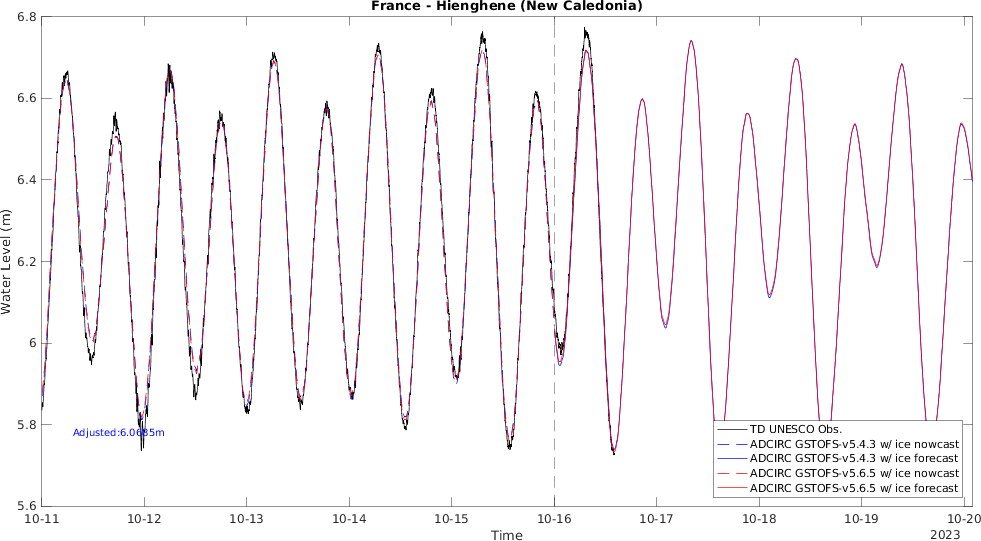 France - Hienghene (New Caledonia)
6.8
6.6
6.4
6.2
6
5.8
5.6
Water Level (m)
Adjusted:6.0685m
TD UNESCO Obs.
ADCIRC GSTOFS-v5.4.3 w/ ice nowcast
ADCIRC GSTOFS-v5.4.3 w/ ice forecast
ADCIRC GSTOFS-v5.6.5 w/ ice nowcast
ADCIRC GSTOFS-v5.6.5 w/ ice forecast
10-11 10-12 10-13 10-14 10-15 10-16 10-17 10-18 10-19 10-20
Time
2023